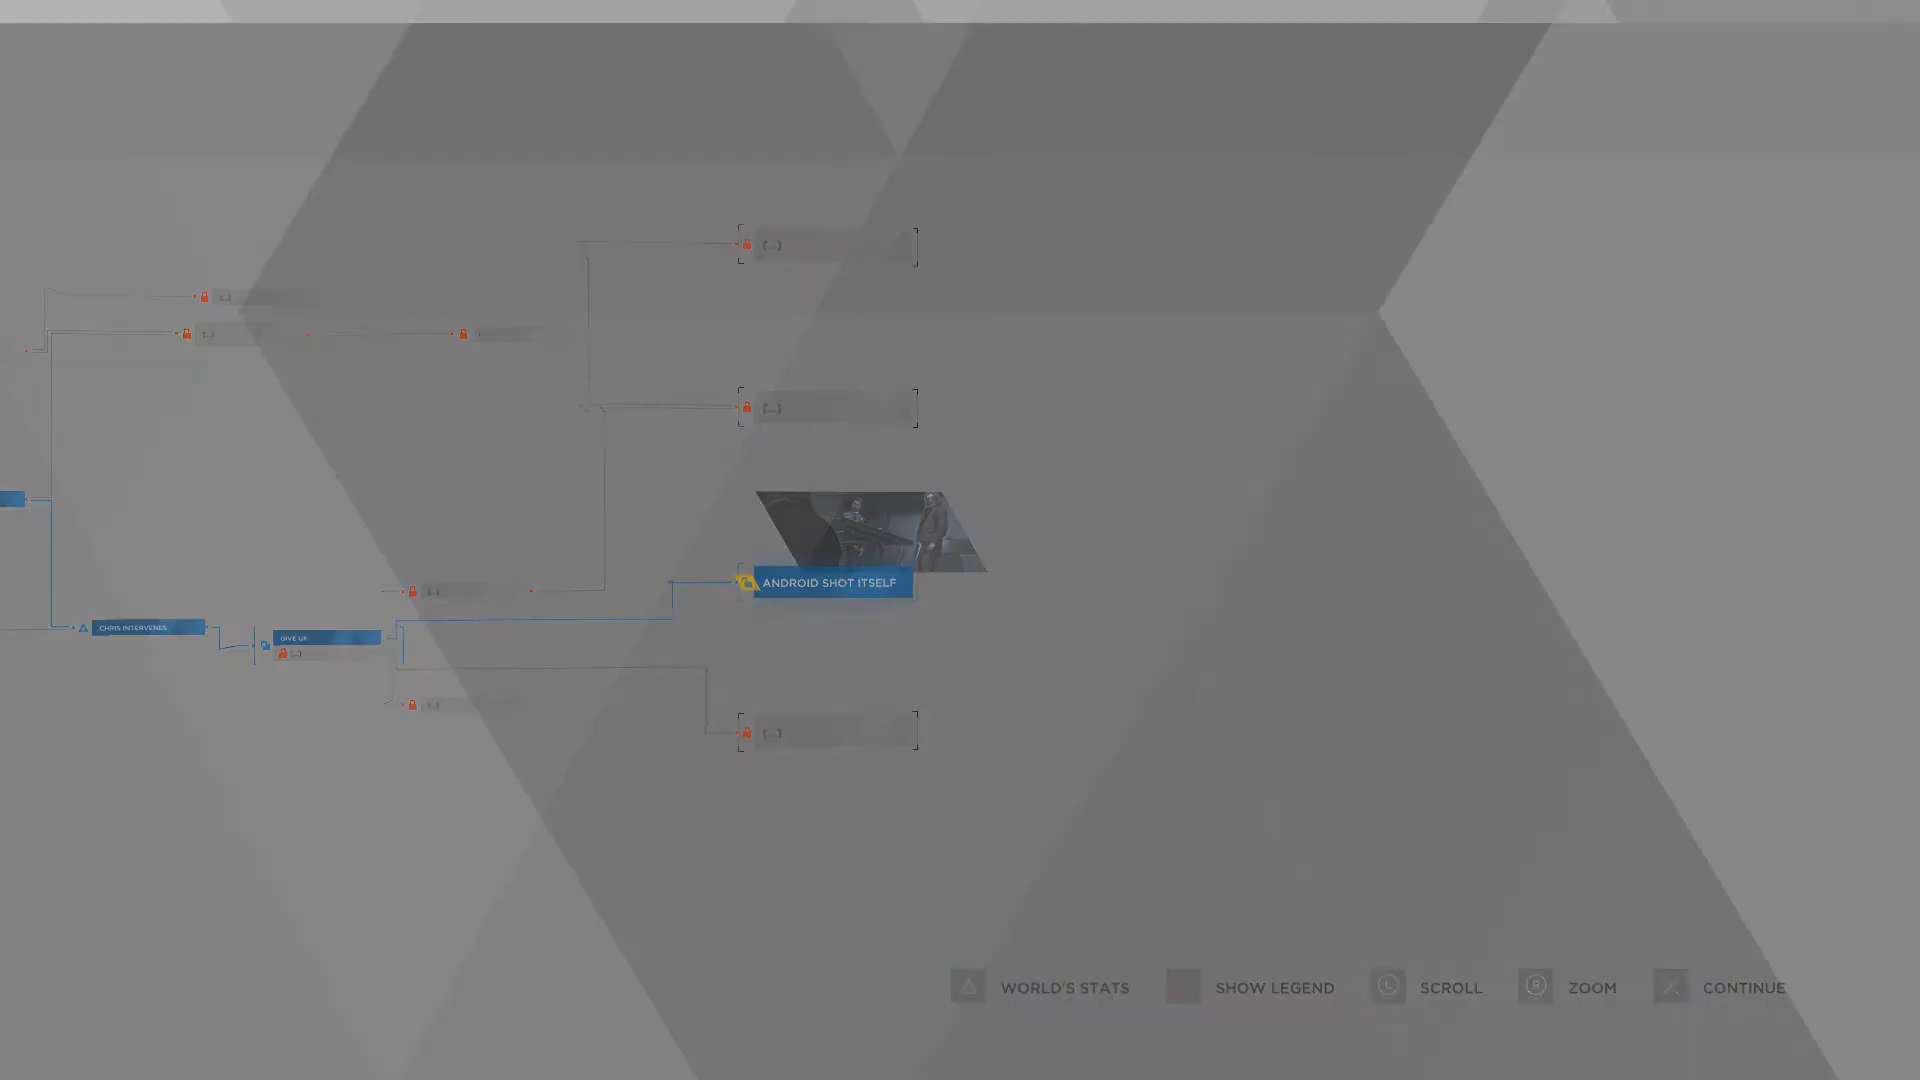 [...]
[...]
[...]
[...]
ANDROID SHOT ITSELF
[...]
CHRIS INTERVENES
GIVE UP
[...]
[...]
[...]
WORLD'S STATS
SHOW LEGEND
L
SCROLL
R
ZOOM
CONTINUE